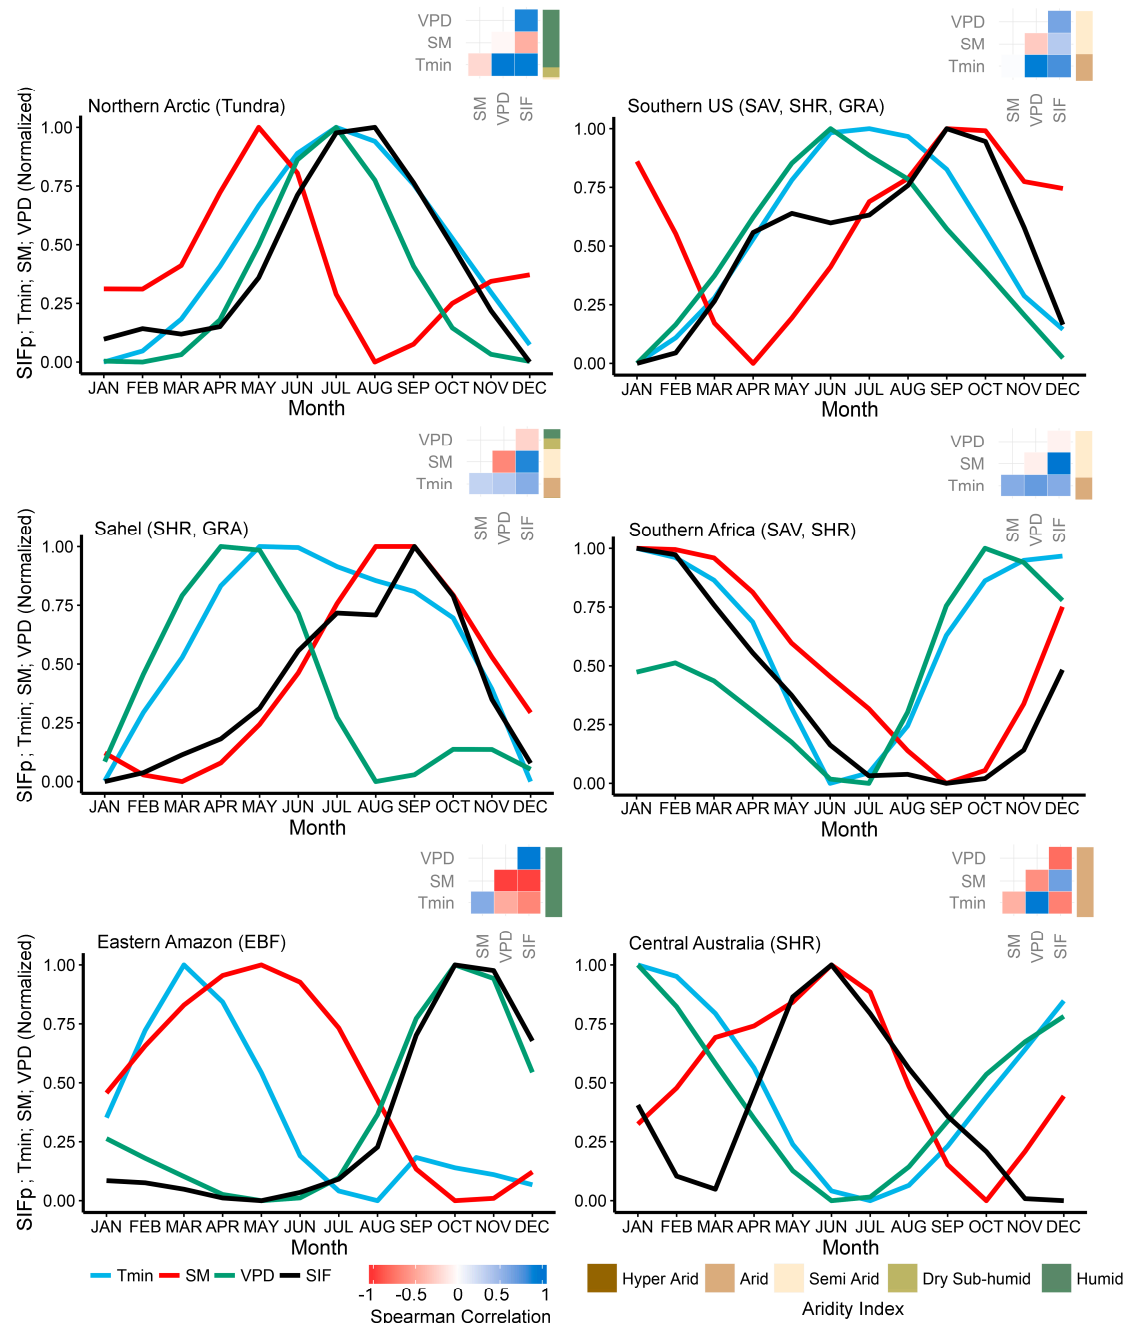 VPD
SM
Tmin
SM
VPD
SIF
Northern Arctic (Tundra)
SIFp; Tmin; SM; VPD (Normalized)
1.00
0.75
0.50
0.25
0.00
JAN FEB MAR APR MAY JUN JUL AUG SEP OCT NOV DEC
Month
VPD
SM
Tmin
SM
VPD
SIF
Southern US (SAV, SHR, GRA)
1.00
0.75
0.50
0.25
0.00
JAN FEB MAR APR MAY JUN JUL AUG SEP OCT NOV DEC
Month
VPD
SM
Tmin
SM
VPD
SIF
Sahel (SHR, GRA)
SIFp; Tmin; SM; VPD (Normalized)
1.00
0.75
0.50
0.25
0.00
JAN FEB MAR APR MAY JUN JUL AUG SEP OCT NOV DEC
Month
VPD
SM
Tmin
SM
VPD
SIF
Southern Africa (SAV, SHR)
1.00
0.75
0.50
0.25
0.00
JAN FEB MAR APR MAY JUN JUL AUG SEP OCT NOV DEC
Month
VPD
SM
Tmin
SM
VPD
SIF
Eastern Amazon (EBF)
SIFp; Tmin; SM; VPD (Normalized)
1.00
0.75
0.50
0.25
0.00
JAN FEB MAR APR MAY JUN JUL AUG SEP OCT NOV DEC
Month
VPD
SM
Tmin
SM
VPD
SIF
Central Australia (SHR)
1.00
0.75
0.50
0.25
0.00
JAN FEB MAR APR MAY JUN JUL AUG SEP OCT NOV DEC
Month
Tmin SM VPD SIF
-1 -0.5 0 0.5 1
Spearman Correlation
Hyper Arid Arid Semi Arid Dry Sub-humid Humid
Aridity Index